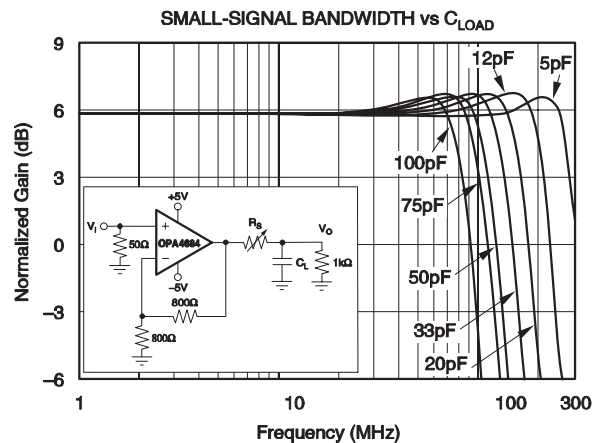 SMALL-SIGNAL BANDWIDTH vs CLOAD
Normalized Gain (dB)
9
6
3
0
–3
–6
12pF
5pF
100pF
75pF
50pF
33pF
20pF
+5V
VI
+
50Ω
OPA4684
–
–5V
RS
VO
CL
1kΩ
800Ω
800Ω
1
10
100
300
Frequency (MHz)